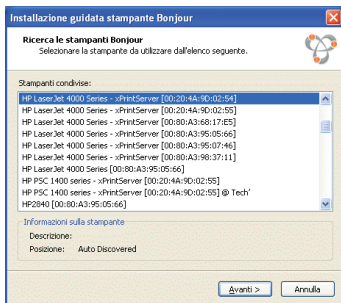 Installazione guidata stampante Bonjour
Ricerca le stampanti Bonjour
Selezionare la stampante da utilizzare dall'elenco seguente.
Stampanti condivise:
HP LaserJet 4000 Series - xPrintServer [00:20:4A:9D:02:54]
HP LaserJet 4000 Series - xPrintServer [00:20:4A:9D:02:55]
HP LaserJet 4000 Series - xPrintServer [00:80:A3:68:17:E5]
HP LaserJet 4000 Series - xPrintServer [00:80:A3:95:05:66]
HP LaserJet 4000 Series - xPrintServer [00:80:A3:95:07:46]
HP LaserJet 4000 Series - xPrintServer [00:80:A3:98:37:11]
HP LaserJet 4000 Series [00:80:A3:95:05:66]
HP PSC 1400 series - xPrintServer [00:20:4A:9D:02:55]
HP PSC 1400 series - xPrintServer [00:20:4A:9D:02:55] @ Tech'
HP2840 [00:80:A3:95:05:66]
Informazioni sulla stampante
Descrizione:
Posizione: Auto Discovered
Avanti >
Annulla